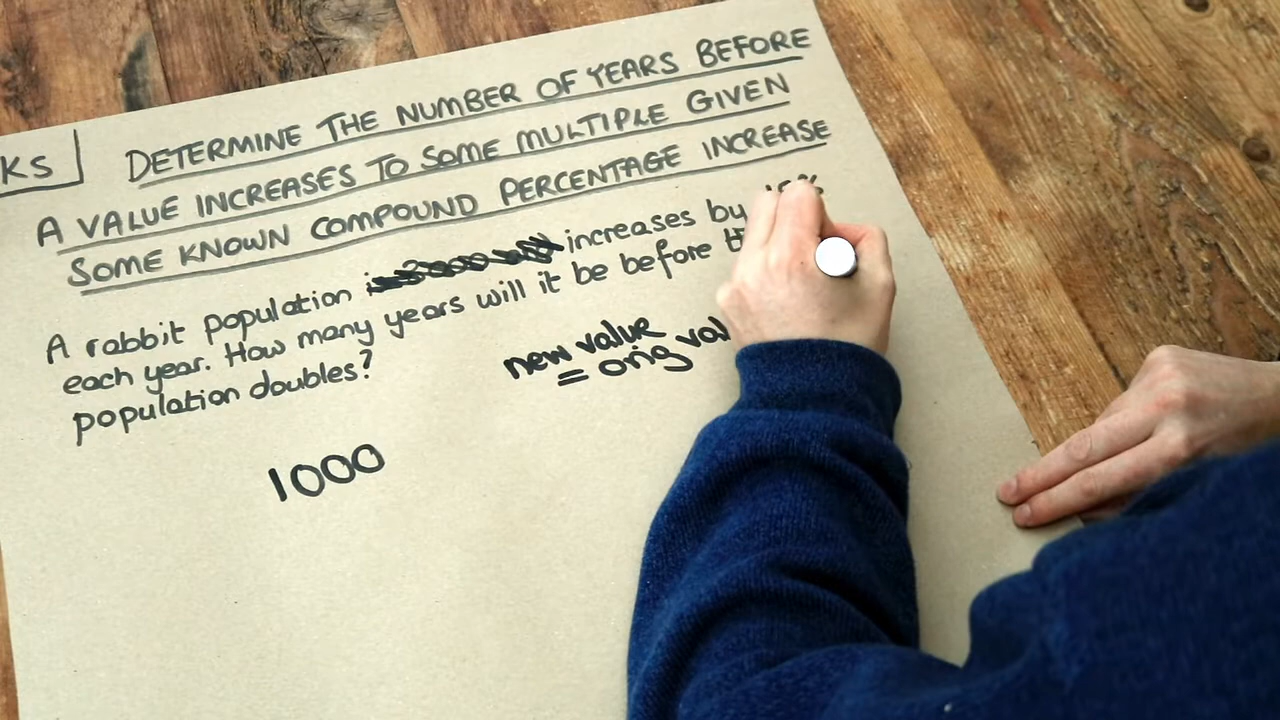 KS
DETERMINE THE NUMBER OF YEARS BEFORE
A VALUE INCREASES TO SOME MULTIPLE GIVEN
SOME KNOWN COMPOUND PERCENTAGE INCREASE
A rabbit population increases by
each year. How many years will it be before
population doubles?
new value
= orig val
1000